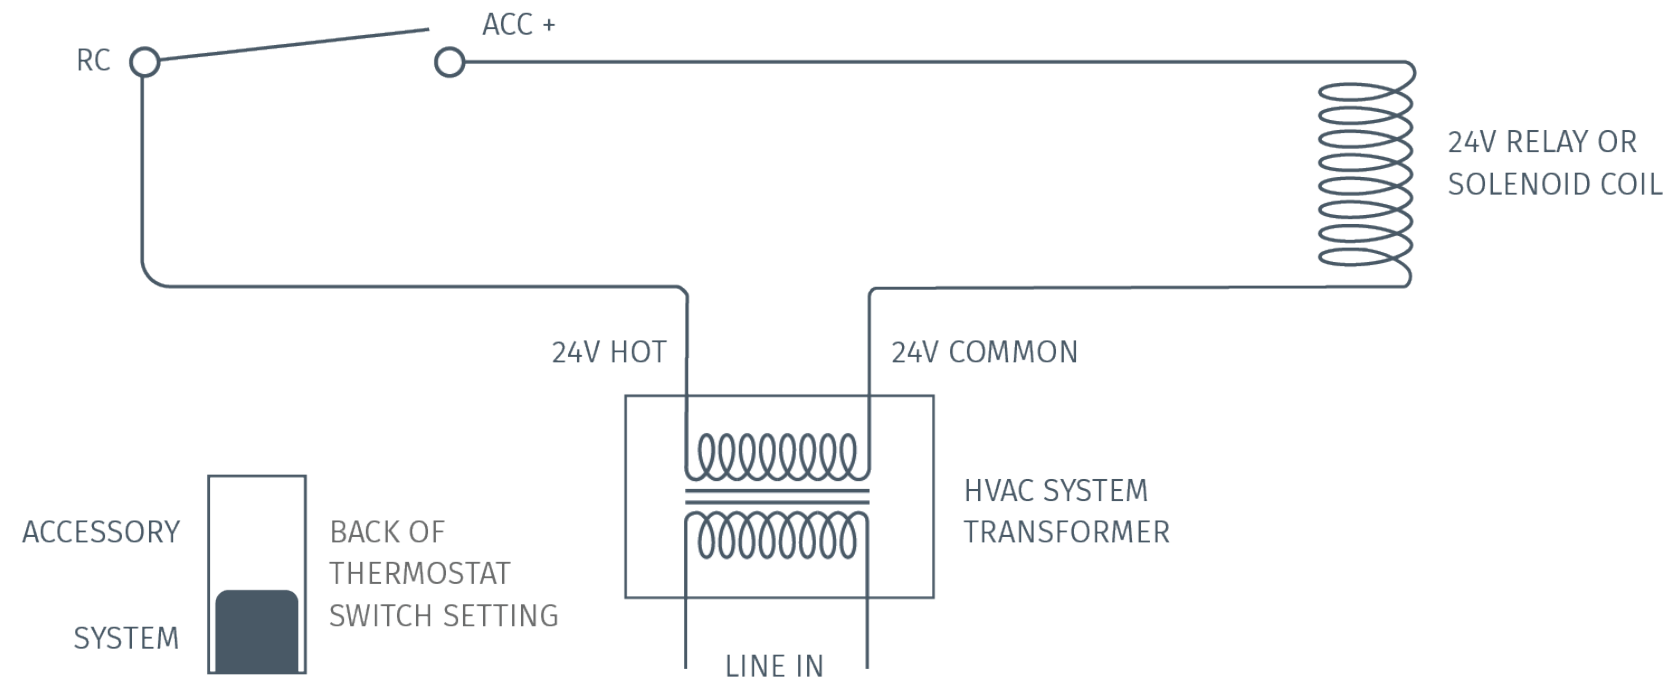 ACC +
RC
24V RELAY OR
SOLENOID COIL
24V HOT
24V COMMON
HVAC SYSTEM
TRANSFORMER
ACCESSORY
BACK OF
THERMOSTAT
SWITCH SETTING
SYSTEM
LINE IN